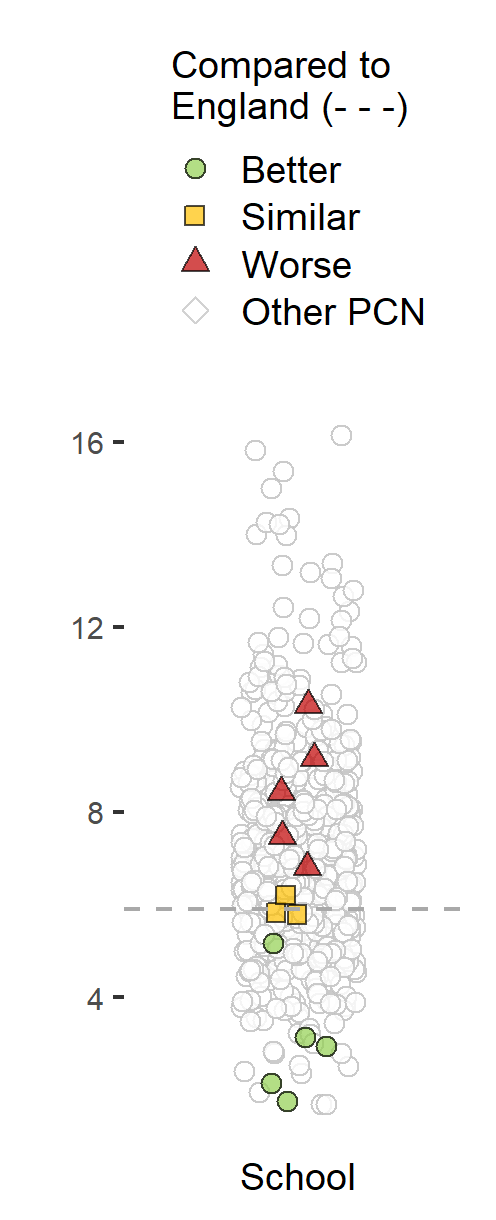 Compared to
England (- - -)
Better
Similar
Worse
Other PCN
16
12
8
4
School